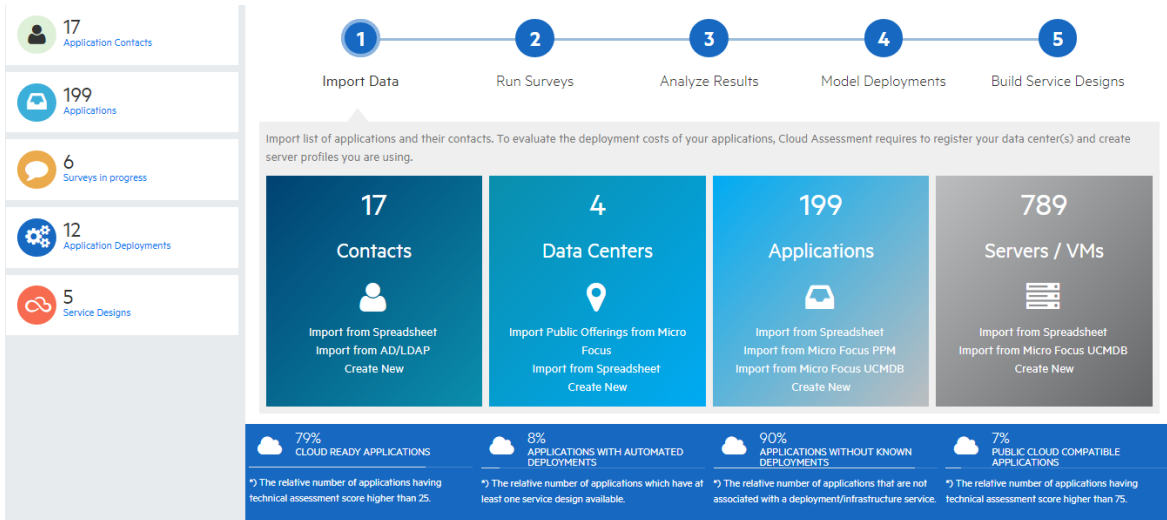 17
Application Contacts
199
Applications
6
Surveys in progress
12
Application Deployments
5
Service Designs
1
2
3
4
5
Import Data
Run Surveys
Analyze Results
Model Deployments
Build Service Designs
Import list of applications and their contacts. To evaluate the deployment costs of your applications, Cloud Assessment requires to register your data center(s) and create
server profiles you are using.
17
Contacts
Import from Spreadsheet
Import from AD/LDAP
Create New
4
Data Centers
Import Public Offerings from Micro
Focus
Import from Spreadsheet
Create New
199
Applications
Import from Spreadsheet
Import from Micro Focus PPM
Import from Micro Focus UCMDB
Create New
789
Servers / VMs
Import from Spreadsheet
Import from Micro Focus UCMDB
Create New
79%
CLOUD READY APPLICATIONS
*) The relative number of applications having
technical assessment score higher than 25.
8%
APPLICATIONS WITH AUTOMATED
DEPLOYMENTS
*) The relative number of applications which have at
least one service design available.
90%
APPLICATIONS WITHOUT KNOWN
DEPLOYMENTS
*) The relative number of applications that are not
associated with a deployment/infrastructure service.
7%
PUBLIC CLOUD COMPATIBLE
APPLICATIONS
*) The relative number of applications having
technical assessment score higher than 75.